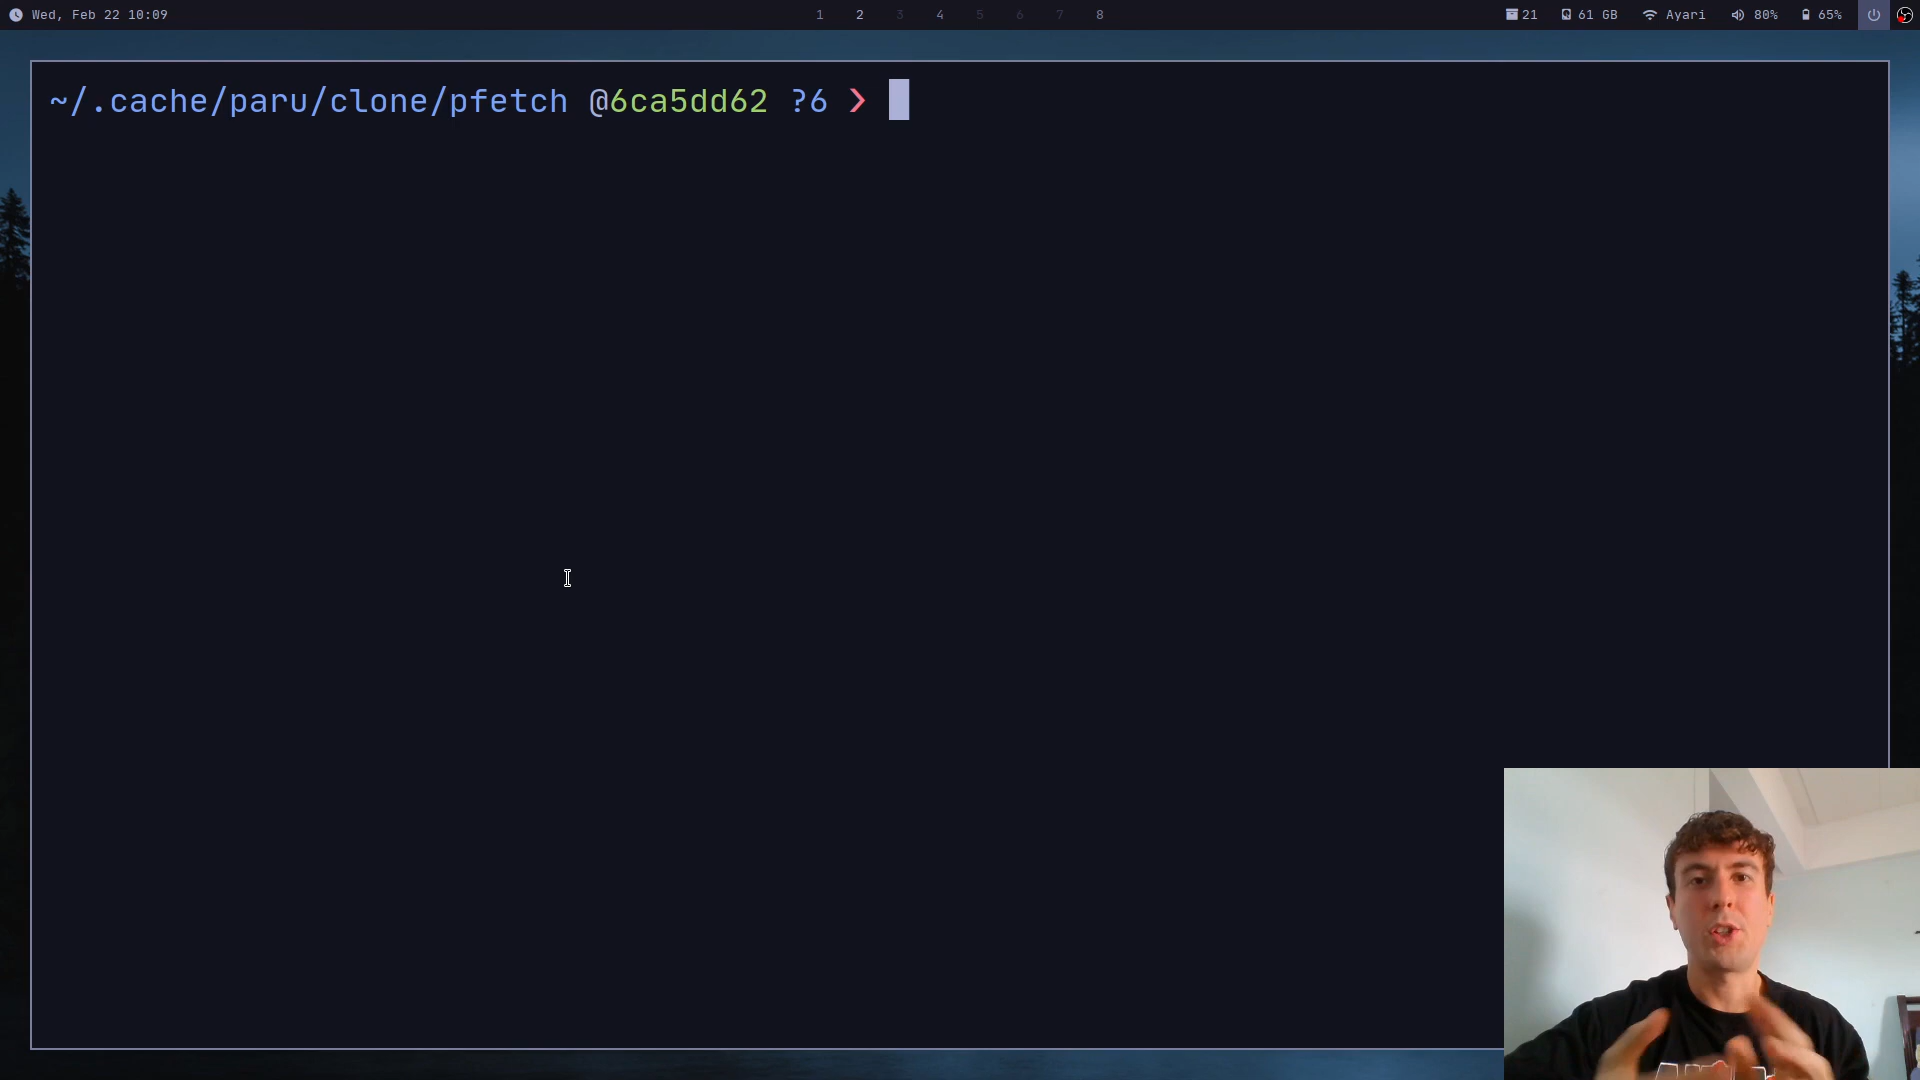 Wed, Feb 22 10:09 1 2 3 4 5 6 7 8 21 61 GB Ayari 80% 65%
~/.cache/paru/clone/pfetch @6ca5dd62 ?6 ❯